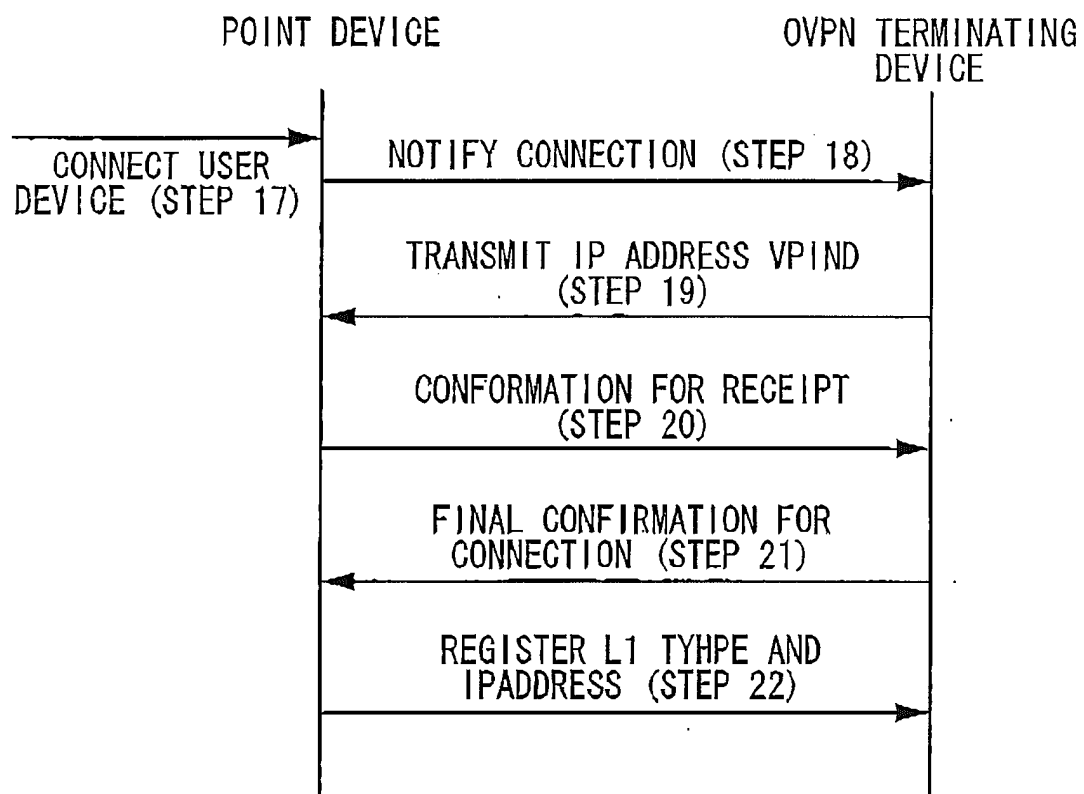 POINT DEVICE
OVPN TERMINATING
DEVICE
CONNECT USER
DEVICE (STEP 17)
NOTIFY CONNECTION (STEP 18)
TRANSMIT IP ADDRESS VPIND
(STEP 19)
CONFORMATION FOR RECEIPT
(STEP 20)
FINAL CONFIRMATION FOR
CONNECTION (STEP 21)
REGISTER L1 TYHPE AND
IPADDRESS (STEP 22)